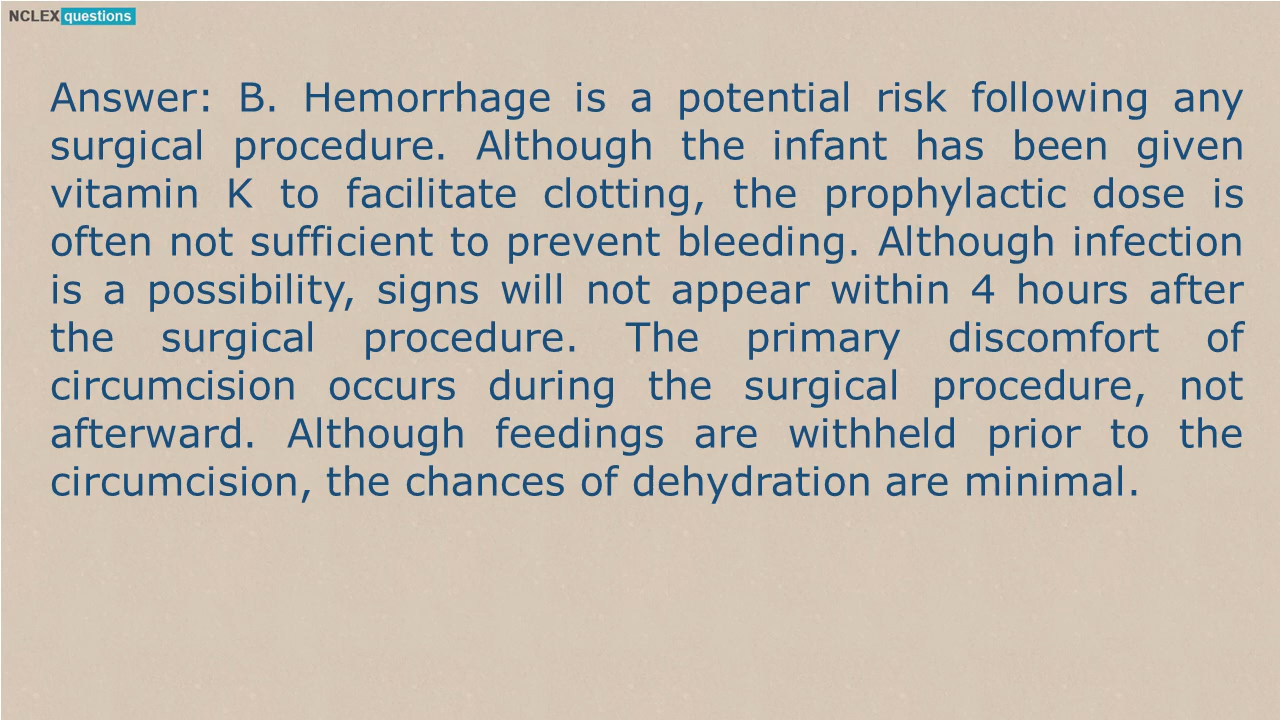 NCLEX questions
Answer: B. Hemorrhage is a potential risk following any
surgical procedure. Although the infant has been given
vitamin K to facilitate clotting, the prophylactic dose is
often not sufficient to prevent bleeding. Although infection
is a possibility, signs will not appear within 4 hours after
the surgical procedure. The primary discomfort of
circumcision occurs during the surgical procedure, not
afterward. Although feedings are withheld prior to the
circumcision, the chances of dehydration are minimal.